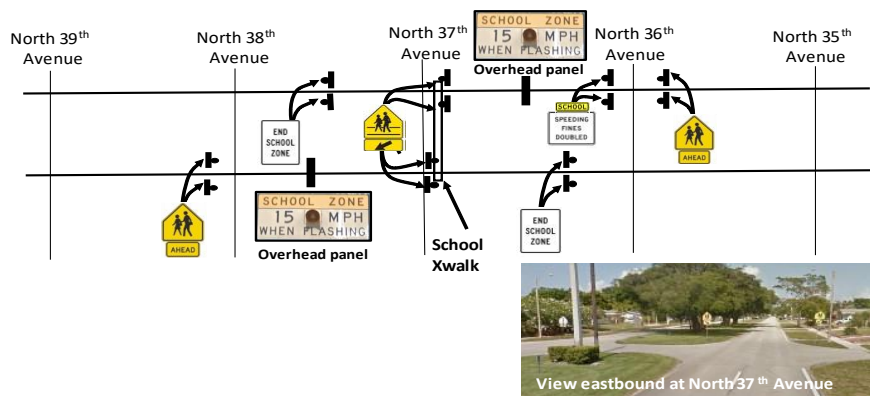 North 39th
Avenue
North 38th
Avenue
North 37th
Avenue
SCHOOL ZONE
15 MPH
WHEN FLASHING
Overhead panel
North 36th
Avenue
North 35th
Avenue
END
SCHOOL
ZONE
SCHOOL
SPEEDING
FINES
DOUBLED
AHEAD
AHEAD
SCHOOL ZONE
15 MPH
WHEN FLASHING
Overhead panel
School
Xwalk
END
SCHOOL
ZONE
View eastbound at North 37th Avenue